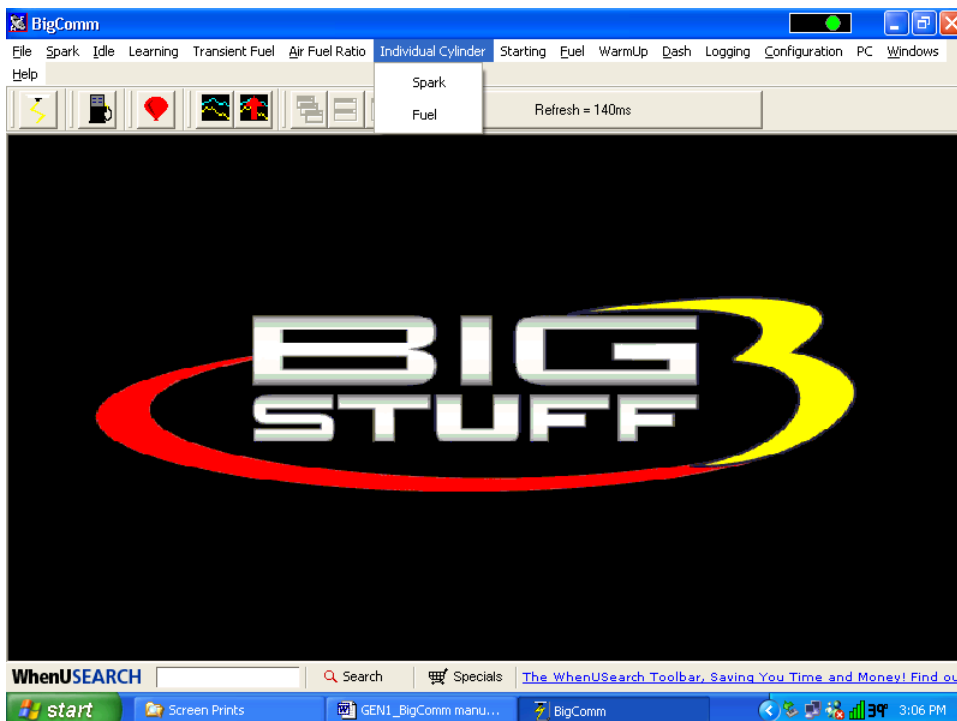 BigComm
File Spark Idle Learning Transient Fuel Air Fuel Ratio Individual Cylinder Starting Fuel WarmUp Dash Logging Configuration PC Windows
Help
Spark
Fuel
Refresh = 140ms
BIG 3
STUFF
WhenUSEARCH Search Specials The WhenUSearch Toolbar, Saving You Time and Money! Find ou
start Screen Prints GEN1_BigComm manu... BigComm 39° 3:06 PM